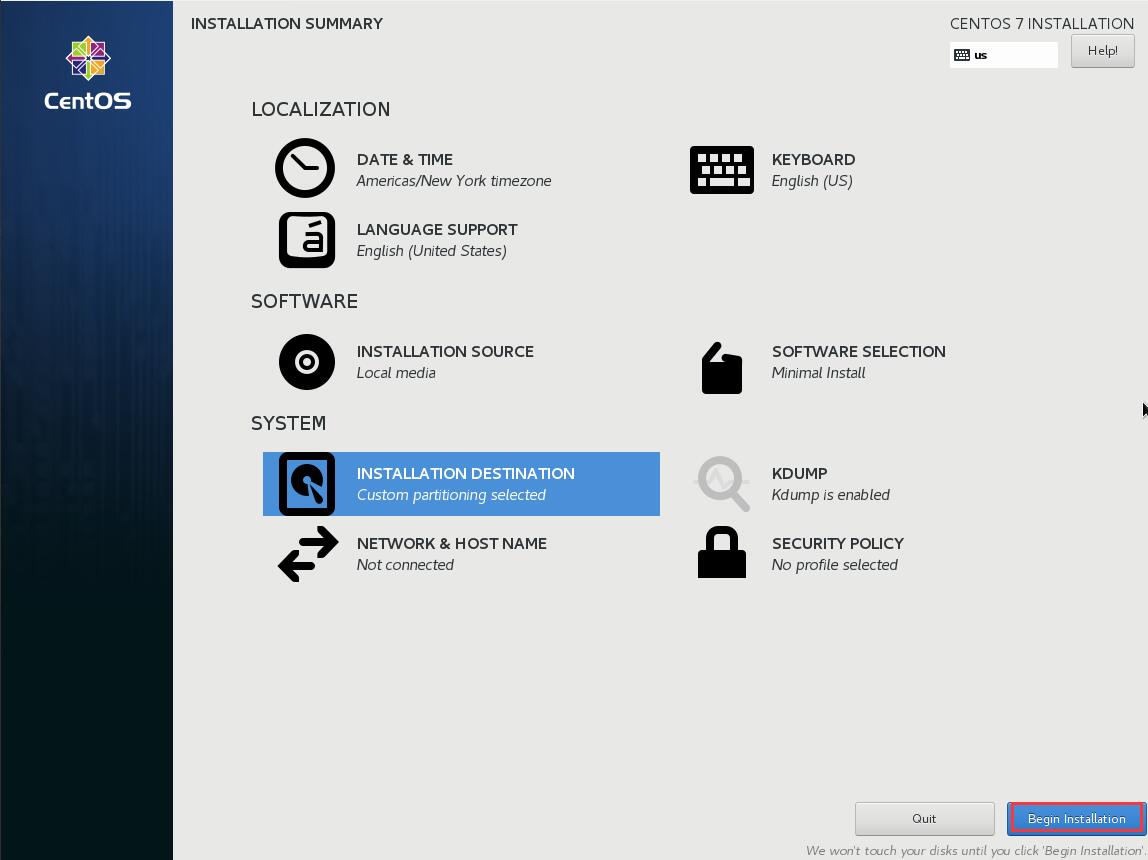 INSTALLATION SUMMARY
CENTOS 7 INSTALLATION
us
Help!
CentOS
LOCALIZATION
DATE & TIME
Americas/New York timezone
KEYBOARD
English (US)
LANGUAGE SUPPORT
English (United States)
SOFTWARE
INSTALLATION SOURCE
Local media
SOFTWARE SELECTION
Minimal Install
SYSTEM
INSTALLATION DESTINATION
Custom partitioning selected
KDUMP
Kdump is enabled
NETWORK & HOST NAME
Not connected
SECURITY POLICY
No profile selected
Quit
Begin Installation
We won't touch your disks until you click 'Begin Installation'.